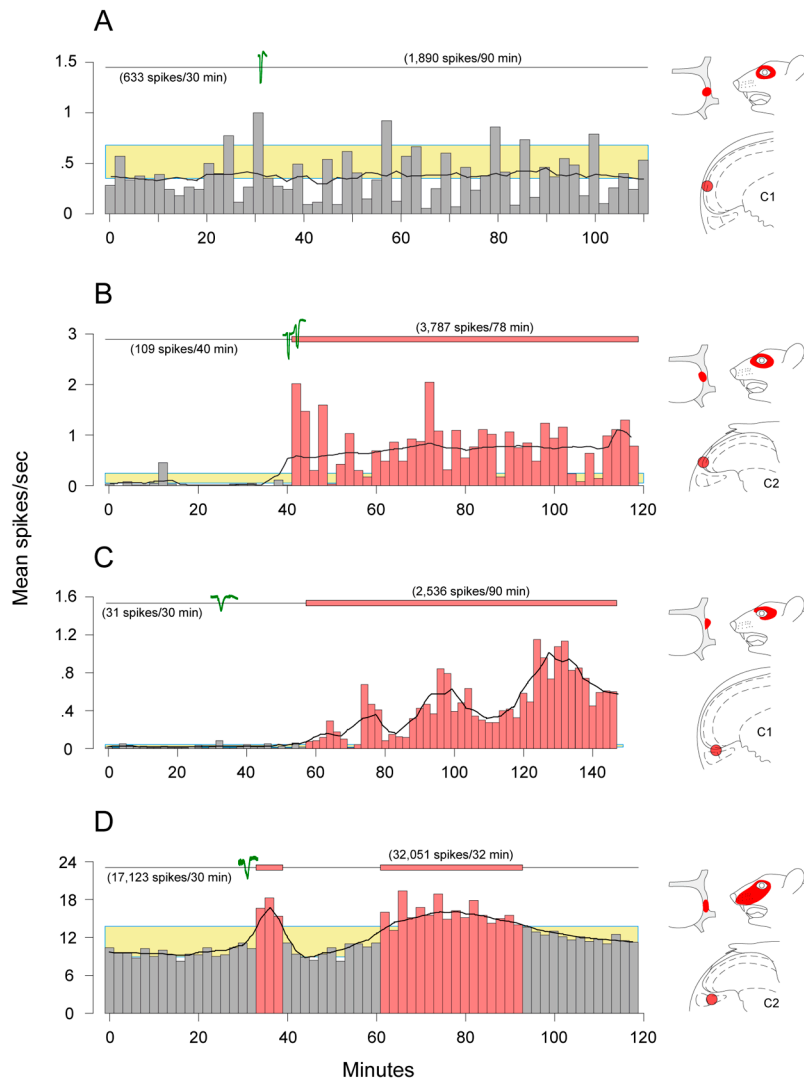 A
1.5
1
.5
0
(633 spikes/30 min)
(1,890 spikes/90 min)
0 20 40 60 80 100
C1
B
3
2
1
0
(109 spikes/40 min)
(3,787 spikes/78 min)
0 20 40 60 80 100 120
C2
Mean spikes/sec
C
1.6
1.2
.8
.4
0
(31 spikes/30 min)
(2,536 spikes/90 min)
0 20 40 60 80 100 120 140
C1
D
24
18
12
6
0
(17,123 spikes/30 min)
(32,051 spikes/32 min)
0 20 40 60 80 100 120
C2
Minutes